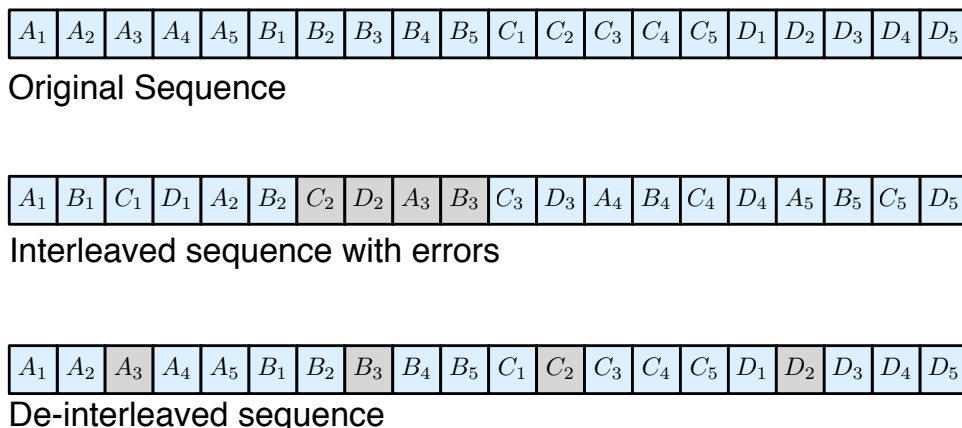 A₁ A₂ A₃ A₄ A₅ B₁ B₂ B₃ B₄ B₅ C₁ C₂ C₃ C₄ C₅ D₁ D₂ D₃ D₄ D₅
Original Sequence
A₁ B₁ C₁ D₁ A₂ B₂ C₂ D₂ A₃ B₃ C₃ D₃ A₄ B₄ C₄ D₄ A₅ B₅ C₅ D₅
Interleaved sequence with errors
A₁ A₂ A₃ A₄ A₅ B₁ B₂ B₃ B₄ B₅ C₁ C₂ C₃ C₄ C₅ D₁ D₂ D₃ D₄ D₅
De-interleaved sequence